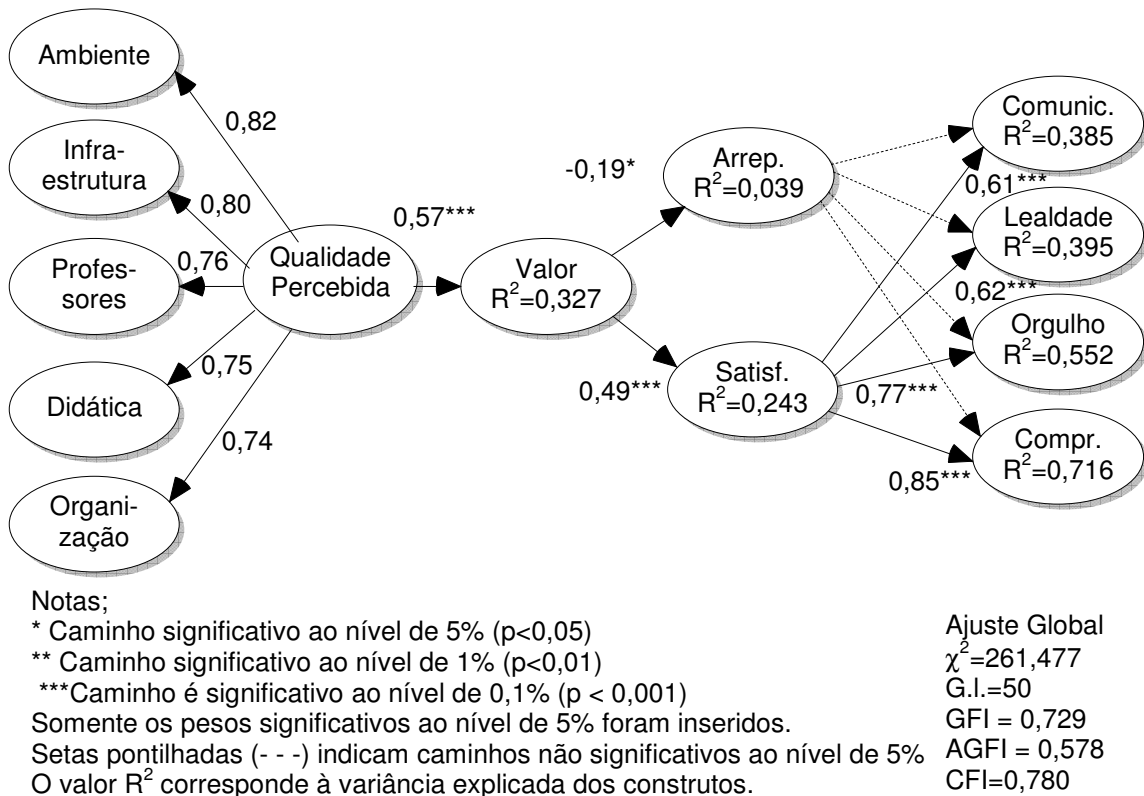 Ambiente
Infra-
estrutura
Profes-
sores
Didática
Organi-
zação
0,82
0,80
0,76
0,75
0,74
Qualidade
Percebida
0,57***
Valor
R²=0,327
-0,19*
0,49***
Arrep.
R²=0,039
Satisf.
R²=0,243
0,61***
0,62***
0,77***
0,85***
Comunic.
R²=0,385
Lealdade
R²=0,395
Orgulho
R²=0,552
Compr.
R²=0,716
Notas;
* Caminho significativo ao nível de 5% (p<0,05)
** Caminho significativo ao nível de 1% (p<0,01)
***Caminho é significativo ao nível de 0,1% (p < 0,001)
Somente os pesos significativos ao nível de 5% foram inseridos.
Setas pontilhadas (- - -) indicam caminhos não significativos ao nível de 5%
O valor R² corresponde à variância explicada dos construtos.
Ajuste Global
χ²=261,477
G.l.=50
GFI = 0,729
AGFI = 0,578
CFI=0,780